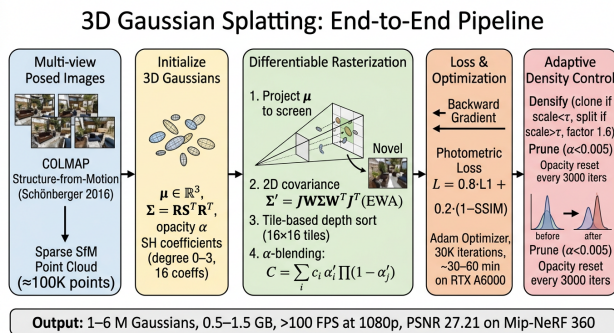 3D Gaussian Splatting: End-to-End Pipeline
Multi-view
Posed Images
COLMAP
Structure-from-Motion
(Schönberger 2016)
Sparse SfM
Point Cloud
(≈100K points)
Initialize
3D Gaussians
μ ∈ ℝ³,
Σ = RSSᵀRᵀ,
opacity α
SH coefficients
(degree 0–3,
16 coeffs)
Differentiable Rasterization
1. Project μ
to screen
Novel
2. 2D covariance
Σ′ = JWΣWᵀJᵀ (EWA)
3. Tile-based depth sort
(16×16 tiles)
4. α-blending:
C = ∑ᵢ cᵢ αᵢ′ ∏(1 − αⱼ′)
Loss &
Optimization
Backward
Gradient
Photometric
Loss
L = 0.8·L1 +
0.2·(1–SSIM)
Adam Optimizer,
30K iterations,
~30–60 min
on RTX A6000
Adaptive
Density Control
Densify (clone if
scale<τ, split if
scale>τ, factor 1.6)
Prune (α<0.005)
Opacity reset
every 3000 iters
before after
Prune (α<0.005)
Opacity reset
every 3000 iters
Output: 1–6 M Gaussians, 0.5–1.5 GB, >100 FPS at 1080p, PSNR 27.21 on Mip-NeRF 360